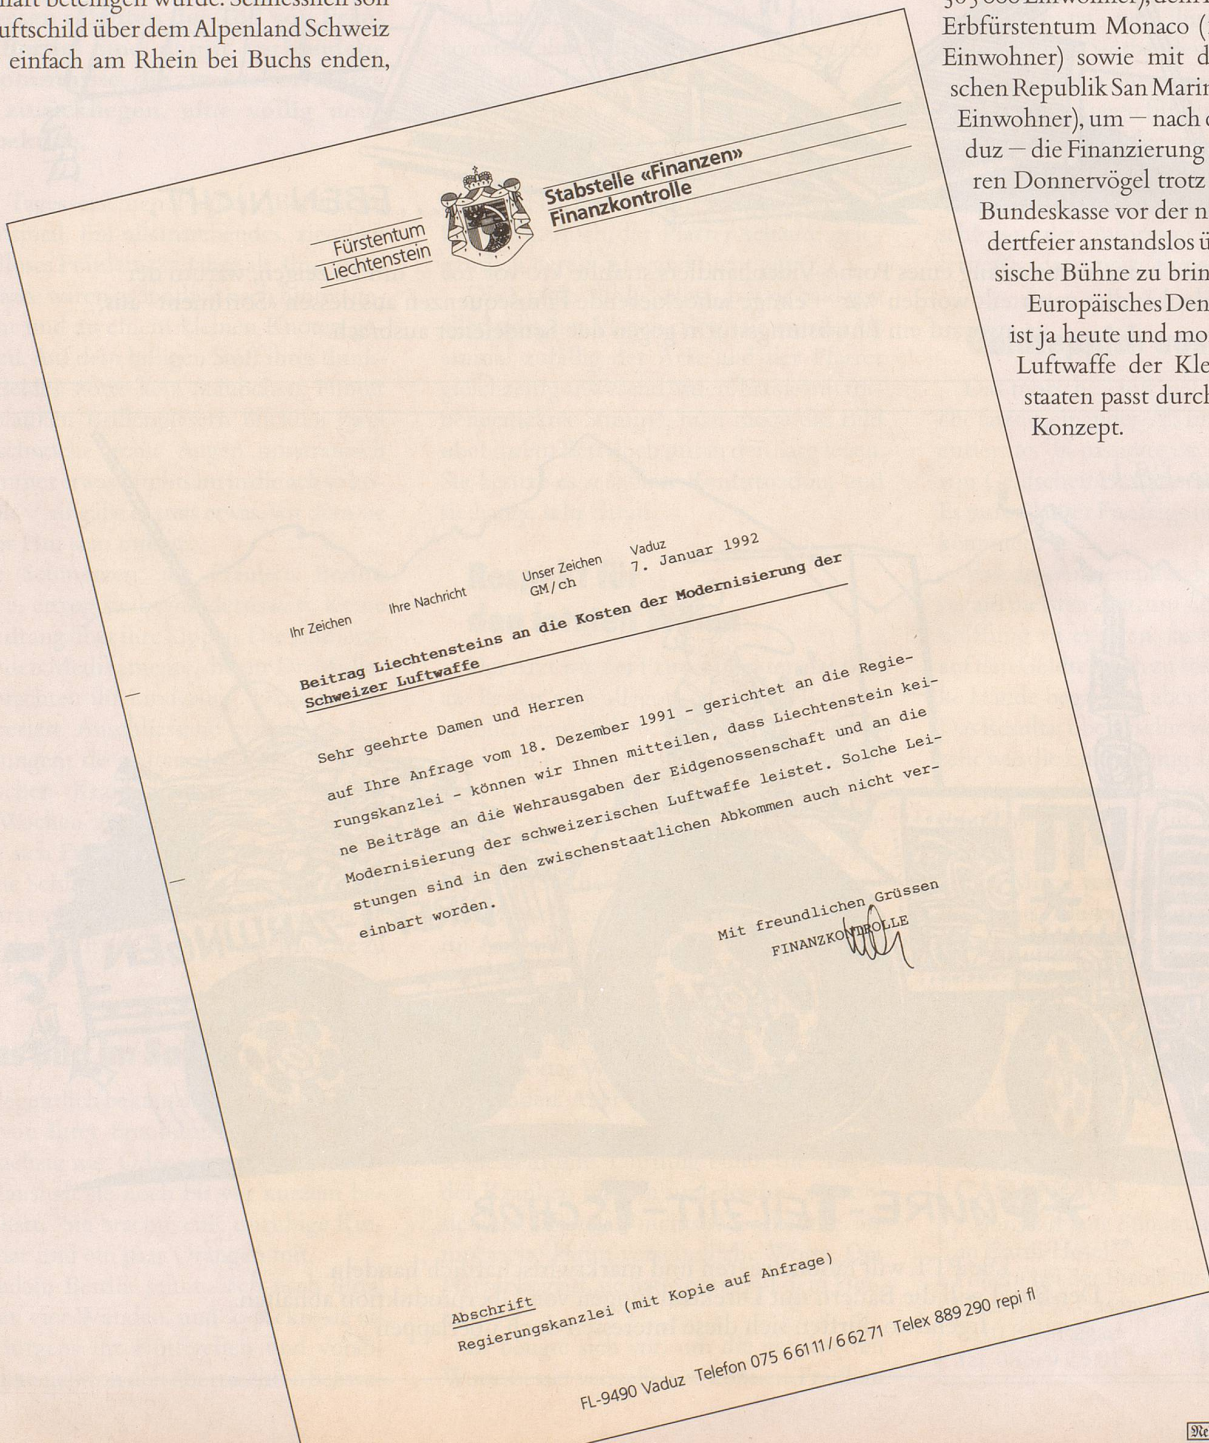 uftschild über dem Alpenland Schweiz
einfach am Rhein bei Buchs enden,
Erbfürstentum Monaco (
Einwohner) sowie mit d
schen Republik San Marin
Einwohner), um — nach
duz — die Finanzierung
ren Donnervögel trotz
Bundeskasse vor der n
dertfeier anstandslos ü
sische Bühne zu brin
Europäisches Den
ist ja heute und mo
Luftwaffe der Kle
staaten passt durch
Konzept.
Fürstentum
Liechtenstein
Stabstelle «Finanzen»
Finanzkontrolle
Ihr Zeichen Ihre Nachricht Unser Zeichen Vaduz
GM/ch 7. Januar 1992
Beitrag Liechtensteins an die Kosten der Modernisierung der
Schweizer Luftwaffe
Sehr geehrte Damen und Herren
auf Ihre Anfrage vom 18. Dezember 1991 - gerichtet an die Regie-
rungskanzlei - können wir Ihnen mitteilen, dass Liechtenstein kei-
ne Beiträge an die Wehrausgaben der Eidgenossenschaft und an die
Modernisierung der schweizerischen Luftwaffe leistet. Solche Lei-
stungen sind in den zwischenstaatlichen Abkommen auch nicht ver-
einbart worden.
Mit freundlichen Grüssen
FINANZKONTROLLE
Abschrift
Regierungskanzlei (mit Kopie auf Anfrage)
FL-9490 Vaduz Telefon 075 6 61 11 / 6 62 71 Telex 889 290 repi fl